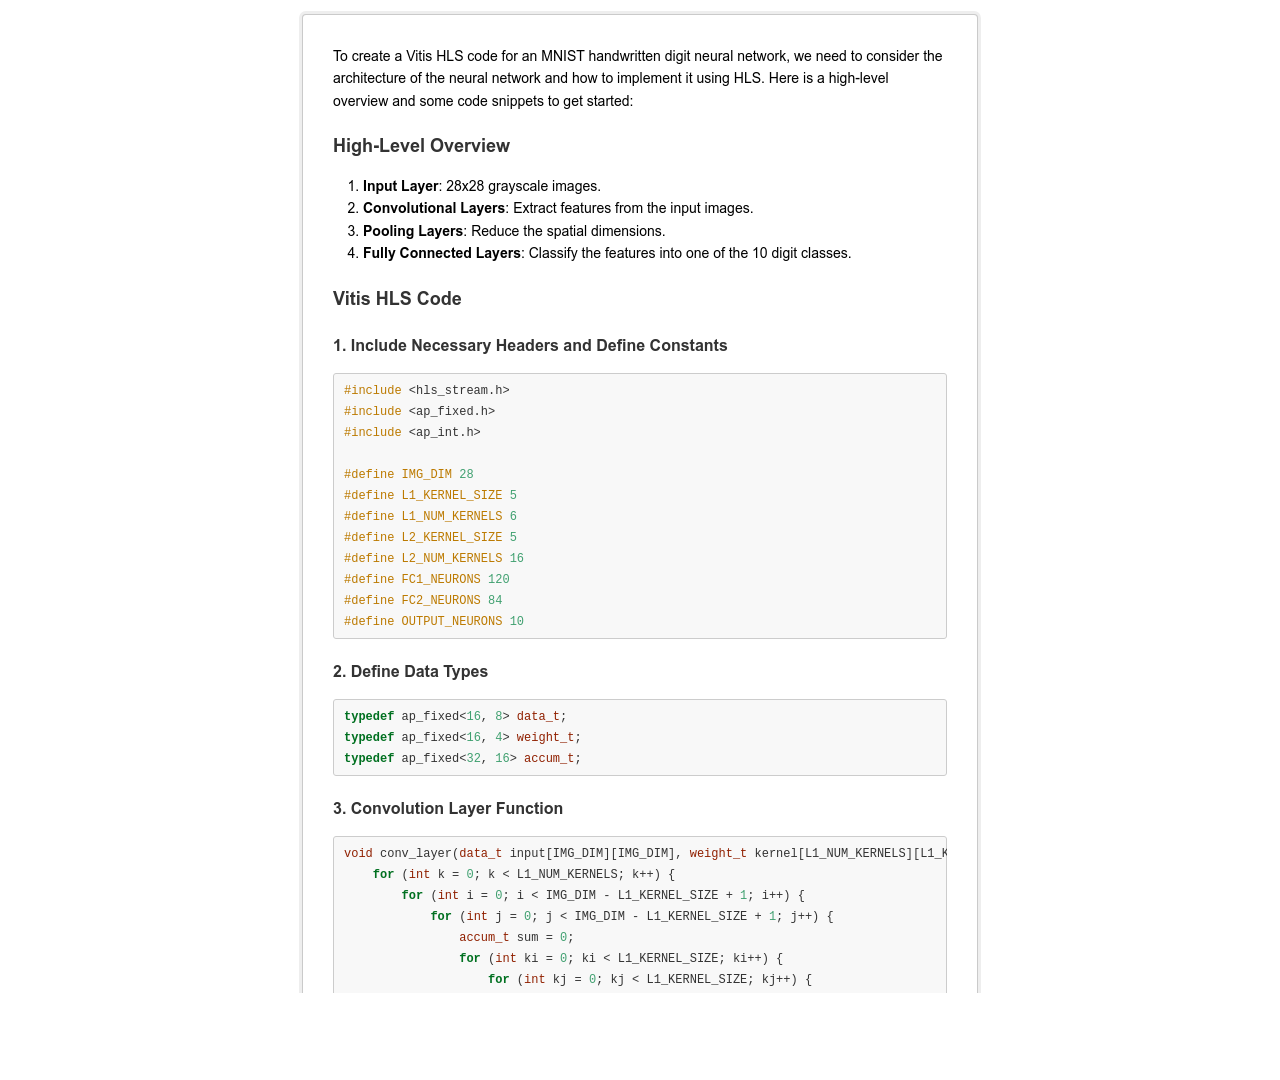 To create a Vitis HLS code for an MNIST handwritten digit neural network, we need to consider the
architecture of the neural network and how to implement it using HLS. Here is a high-level
overview and some code snippets to get started:
High-Level Overview
1. Input Layer: 28x28 grayscale images.
2. Convolutional Layers: Extract features from the input images.
3. Pooling Layers: Reduce the spatial dimensions.
4. Fully Connected Layers: Classify the features into one of the 10 digit classes.
Vitis HLS Code
1. Include Necessary Headers and Define Constants
#include <hls_stream.h>
#include <ap_fixed.h>
#include <ap_int.h>
#define IMG_DIM 28
#define L1_KERNEL_SIZE 5
#define L1_NUM_KERNELS 6
#define L2_KERNEL_SIZE 5
#define L2_NUM_KERNELS 16
#define FC1_NEURONS 120
#define FC2_NEURONS 84
#define OUTPUT_NEURONS 10
2. Define Data Types
typedef ap_fixed<16, 8> data_t;
typedef ap_fixed<16, 4> weight_t;
typedef ap_fixed<32, 16> accum_t;
3. Convolution Layer Function
void conv_layer(data_t input[IMG_DIM][IMG_DIM], weight_t kernel[L1_NUM_KERNELS][L1_K
    for (int k = 0; k < L1_NUM_KERNELS; k++) {
        for (int i = 0; i < IMG_DIM - L1_KERNEL_SIZE + 1; i++) {
            for (int j = 0; j < IMG_DIM - L1_KERNEL_SIZE + 1; j++) {
                accum_t sum = 0;
                for (int ki = 0; ki < L1_KERNEL_SIZE; ki++) {
                    for (int kj = 0; kj < L1_KERNEL_SIZE; kj++) {